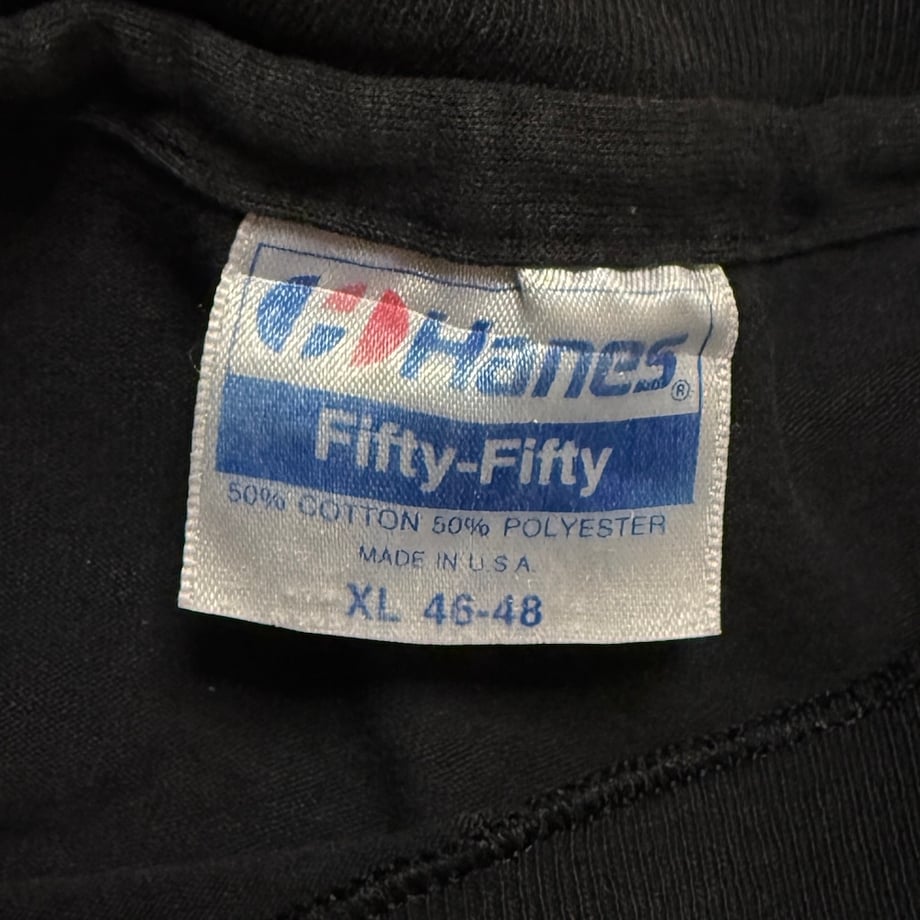 Hanes®
Fifty-Fifty
50% COTTON 50% POLYESTER
MADE IN U.S.A.
XL 46-48